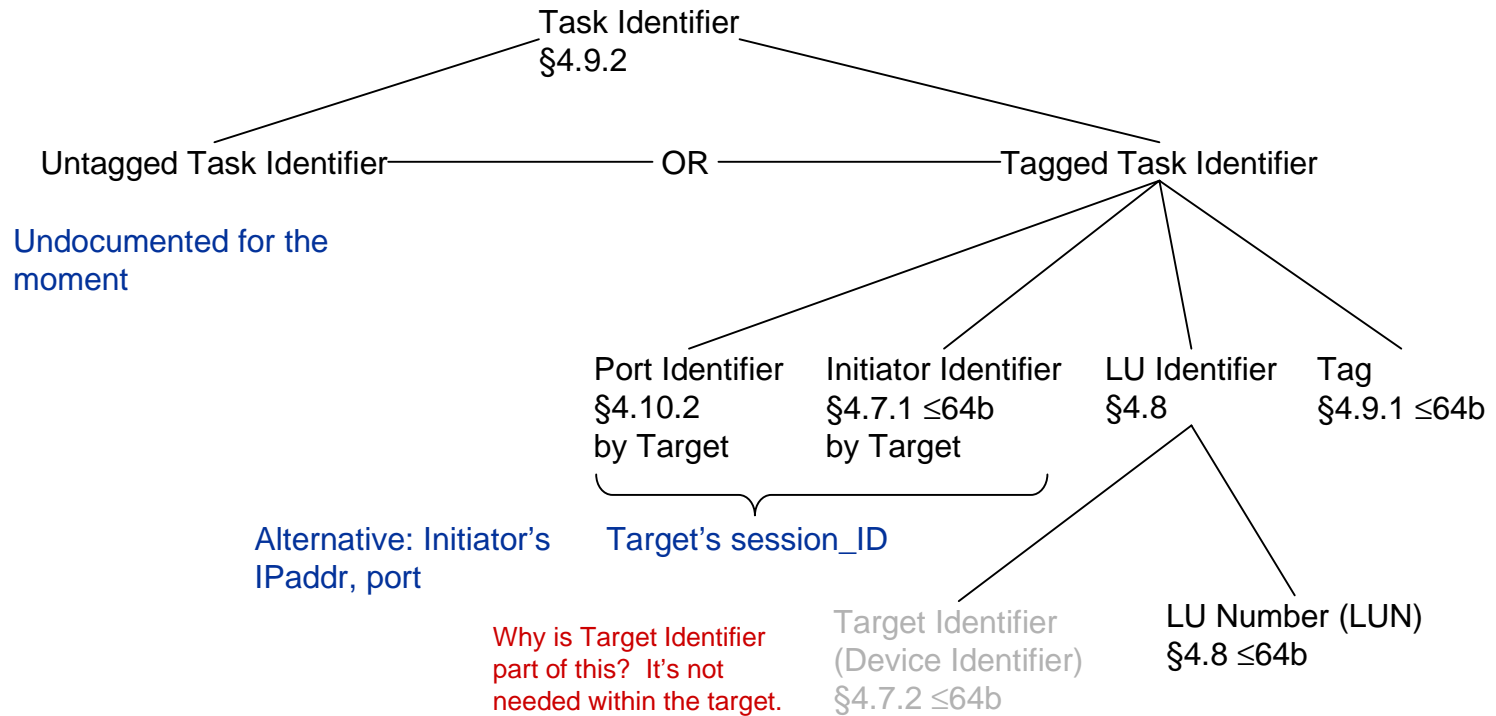 Task Identifier
§4.9.2
Untagged Task Identifier
OR
Tagged Task Identifier
Undocumented for the
moment
Port Identifier
§4.10.2
by Target
Initiator Identifier
§4.7.1 ≤64b
by Target
LU Identifier
§4.8
Tag
§4.9.1 ≤64b
Alternative: Initiator's
IPaddr, port
Target's session_ID
Why is Target Identifier
part of this? It's not
needed within the target.
Target Identifier
(Device Identifier)
§4.7.2 ≤64b
LU Number (LUN)
§4.8 ≤64b